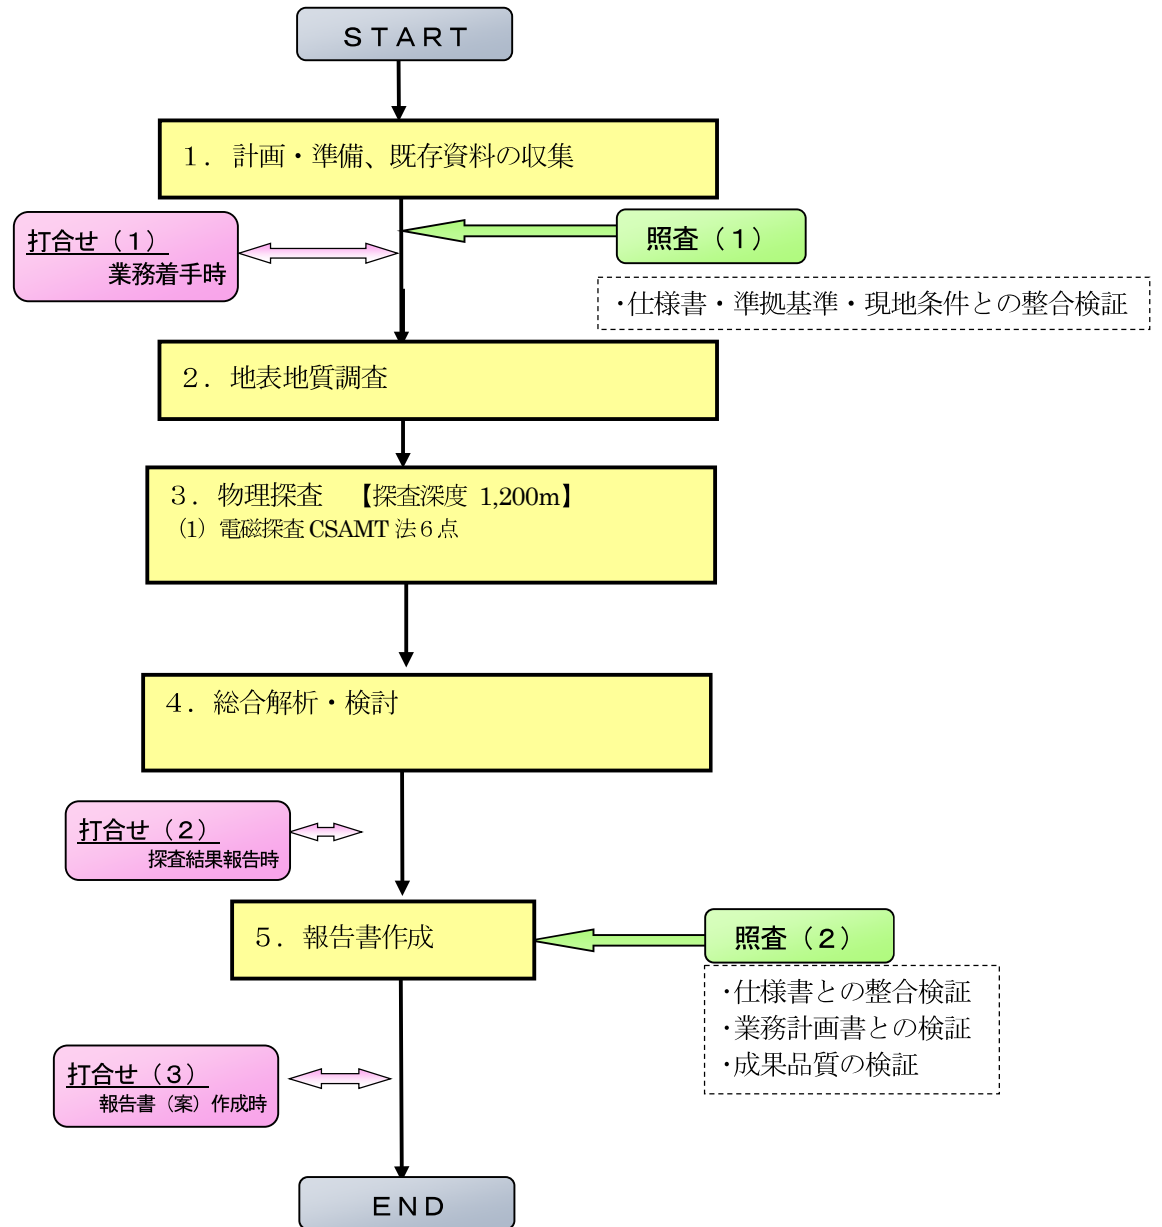 ＳＴＡＲＴ
１．計画・準備、既存資料の収集
打合せ（１）
業務着手時
照査（１）
・仕様書・準拠基準・現地条件との整合検証
２．地表地質調査
３．物理探査　【探査深度 1,200m】
（1）電磁探査 CSAMT 法６点
４．総合解析・検討
打合せ（２）
探査結果報告時
５．報告書作成
照査（２）
・仕様書との整合検証
・業務計画書との検証
・成果品質の検証
打合せ（３）
報告書（案）作成時
ＥＮＤ